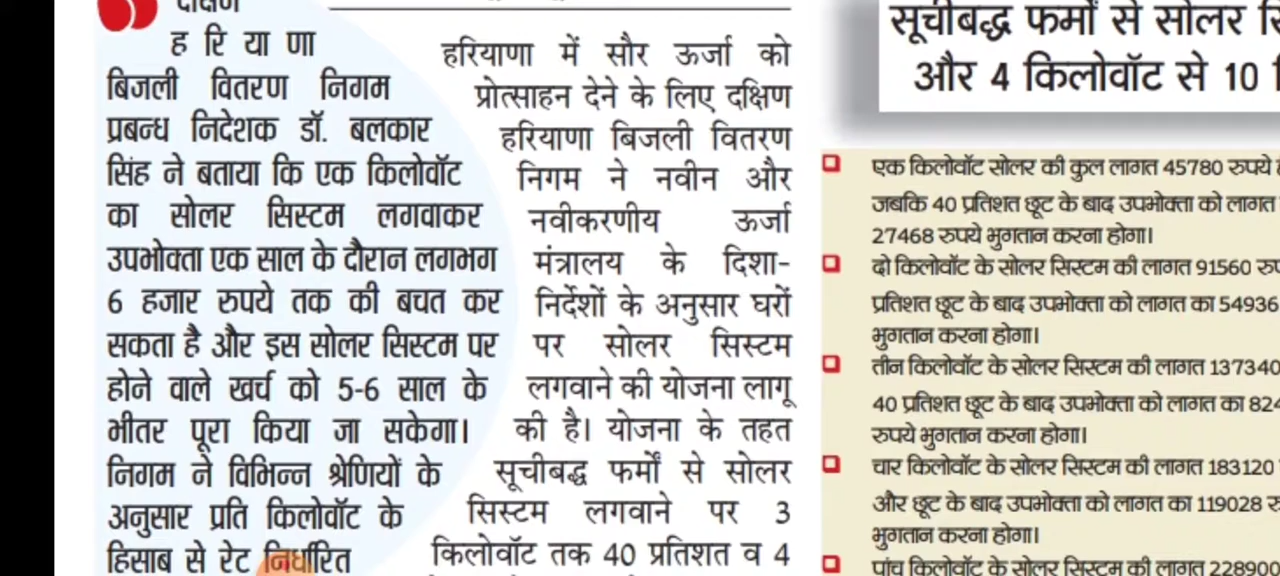 दक्षिण
ह रि या णा
बिजली वितरण निगम
प्रबन्ध निदेशक डॉ. बलकार
सिंह ने बताया कि एक किलोवॉट
का सोलर सिस्टम लगवाकर
उपभोक्ता एक साल के दौरान लगभग
6 हजार रुपये तक की बचत कर
सकता है और इस सोलर सिस्टम पर
होने वाले खर्च को 5-6 साल के
भीतर पूरा किया जा सकेगा।
निगम ने विभिन्न श्रेणियों के
अनुसार प्रति किलोवॉट के
हिसाब से रेट निर्धारित
हरियाणा में सौर ऊर्जा को
प्रोत्साहन देने के लिए दक्षिण
हरियाणा बिजली वितरण
निगम ने नवीन और
नवीकरणीय ऊर्जा
मंत्रालय के दिशा-
निर्देशों के अनुसार घरों
पर सोलर सिस्टम
लगवाने की योजना लागू
की है। योजना के तहत
सूचीबद्ध फर्मों से सोलर
सिस्टम लगवाने पर 3
किलोवॉट तक 40 प्रतिशत व 4
सूचीबद्ध फर्मों से सोलर
और 4 किलोवॉट से 10
एक किलोवॉट सोलर की कुल लागत 45780 रुपये
जबकि 40 प्रतिशत छूट के बाद उपभोक्ता को लागत
27468 रुपये भुगतान करना होगा।
दो किलोवॉट के सोलर सिस्टम की लागत 91560
प्रतिशत छूट के बाद उपभोक्ता को लागत का 54936
भुगतान करना होगा।
तीन किलोवॉट के सोलर सिस्टम की लागत 137340
40 प्रतिशत छूट के बाद उपभोक्ता को लागत का 824
रुपये भुगतान करना होगा।
चार किलोवॉट के सोलर सिस्टम की लागत 183120
और छूट के बाद उपभोक्ता को लागत का 119028
भुगतान करना होगा।
पांच किलोवॉट के सोलर सिस्टम की लागत 228900